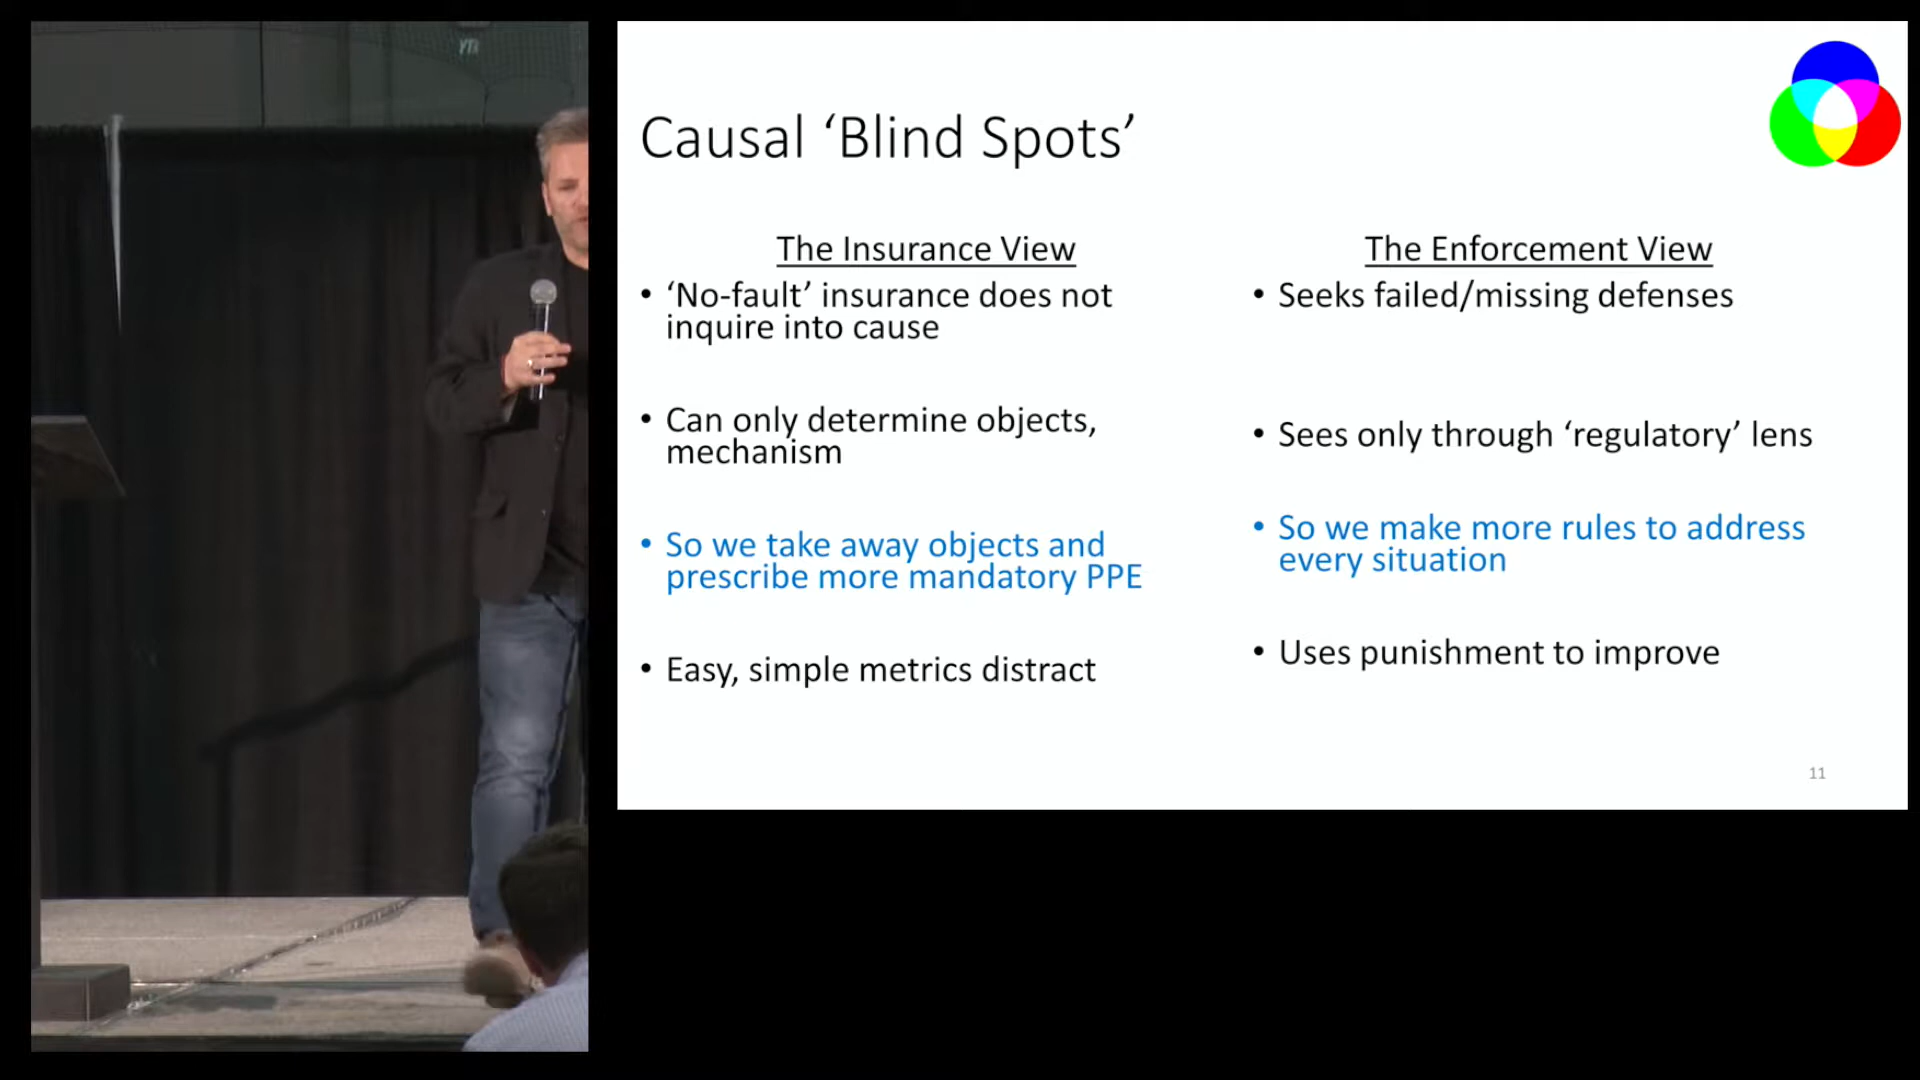 Causal ‘Blind Spots’
The Insurance View
• ‘No-fault’ insurance does not
inquire into cause
• Can only determine objects,
mechanism
• So we take away objects and
prescribe more mandatory PPE
• Easy, simple metrics distract
The Enforcement View
• Seeks failed/missing defenses
• Sees only through ‘regulatory’ lens
• So we make more rules to address
every situation
• Uses punishment to improve
11